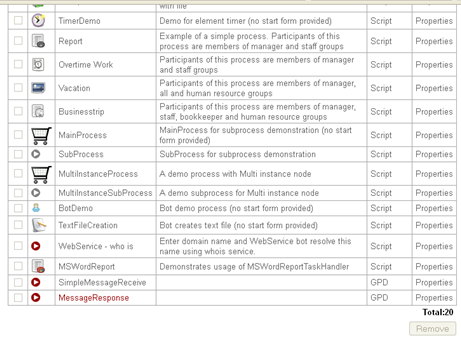 with file
TimerDemo Demo for element timer (no start form provided) Script Properties
Report Example of a simple process. Participants of this Script Properties
process are members of manager and staff groups
Overtime Work Participants of this process are members of manager Script Properties
and staff groups
Vacation Participants of this process are members of manager, Script Properties
all and human resource groups
Businesstrip Participants of this process are members of manager, Script Properties
staff, bookkeeper and human resource groups
MainProcess MainProcess for subprocess demonstration (no start Script Properties
form provided)
SubProcess SubProcess for subprocess demonstration Script Properties
MultiInstanceProcess A demo process with Multi instance node Script Properties
MultiInstanceSubProcess A demo subprocess for Multi instance node Script Properties
BotDemo Bot demo process (no start form provided) Script Properties
TextFileCreation Bot creates text file (no start form provided) Script Properties
WebService - who is Enter domain name and WebService bot resolve this Script Properties
name using whois service.
MSWordReport Demonstrates usage of MSWordReportTaskHandler Script Properties
SimpleMessageReceive GPD Properties
MessageResponse GPD Properties
Total:20
Remove